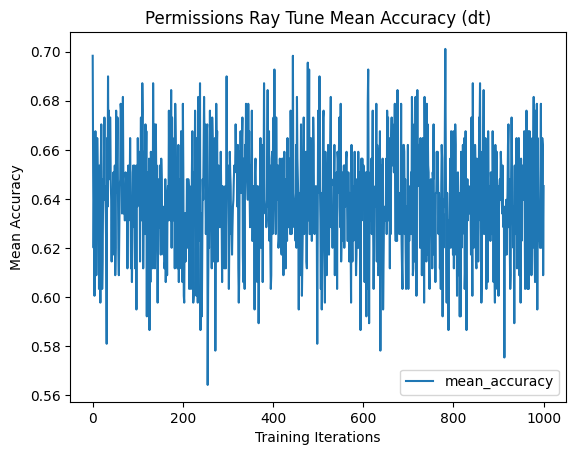 Permissions Ray Tune Mean Accuracy (dt)
Mean Accuracy
0.70
0.68
0.66
0.64
0.62
0.60
0.58
0.56
mean_accuracy
0 200 400 600 800 1000
Training Iterations